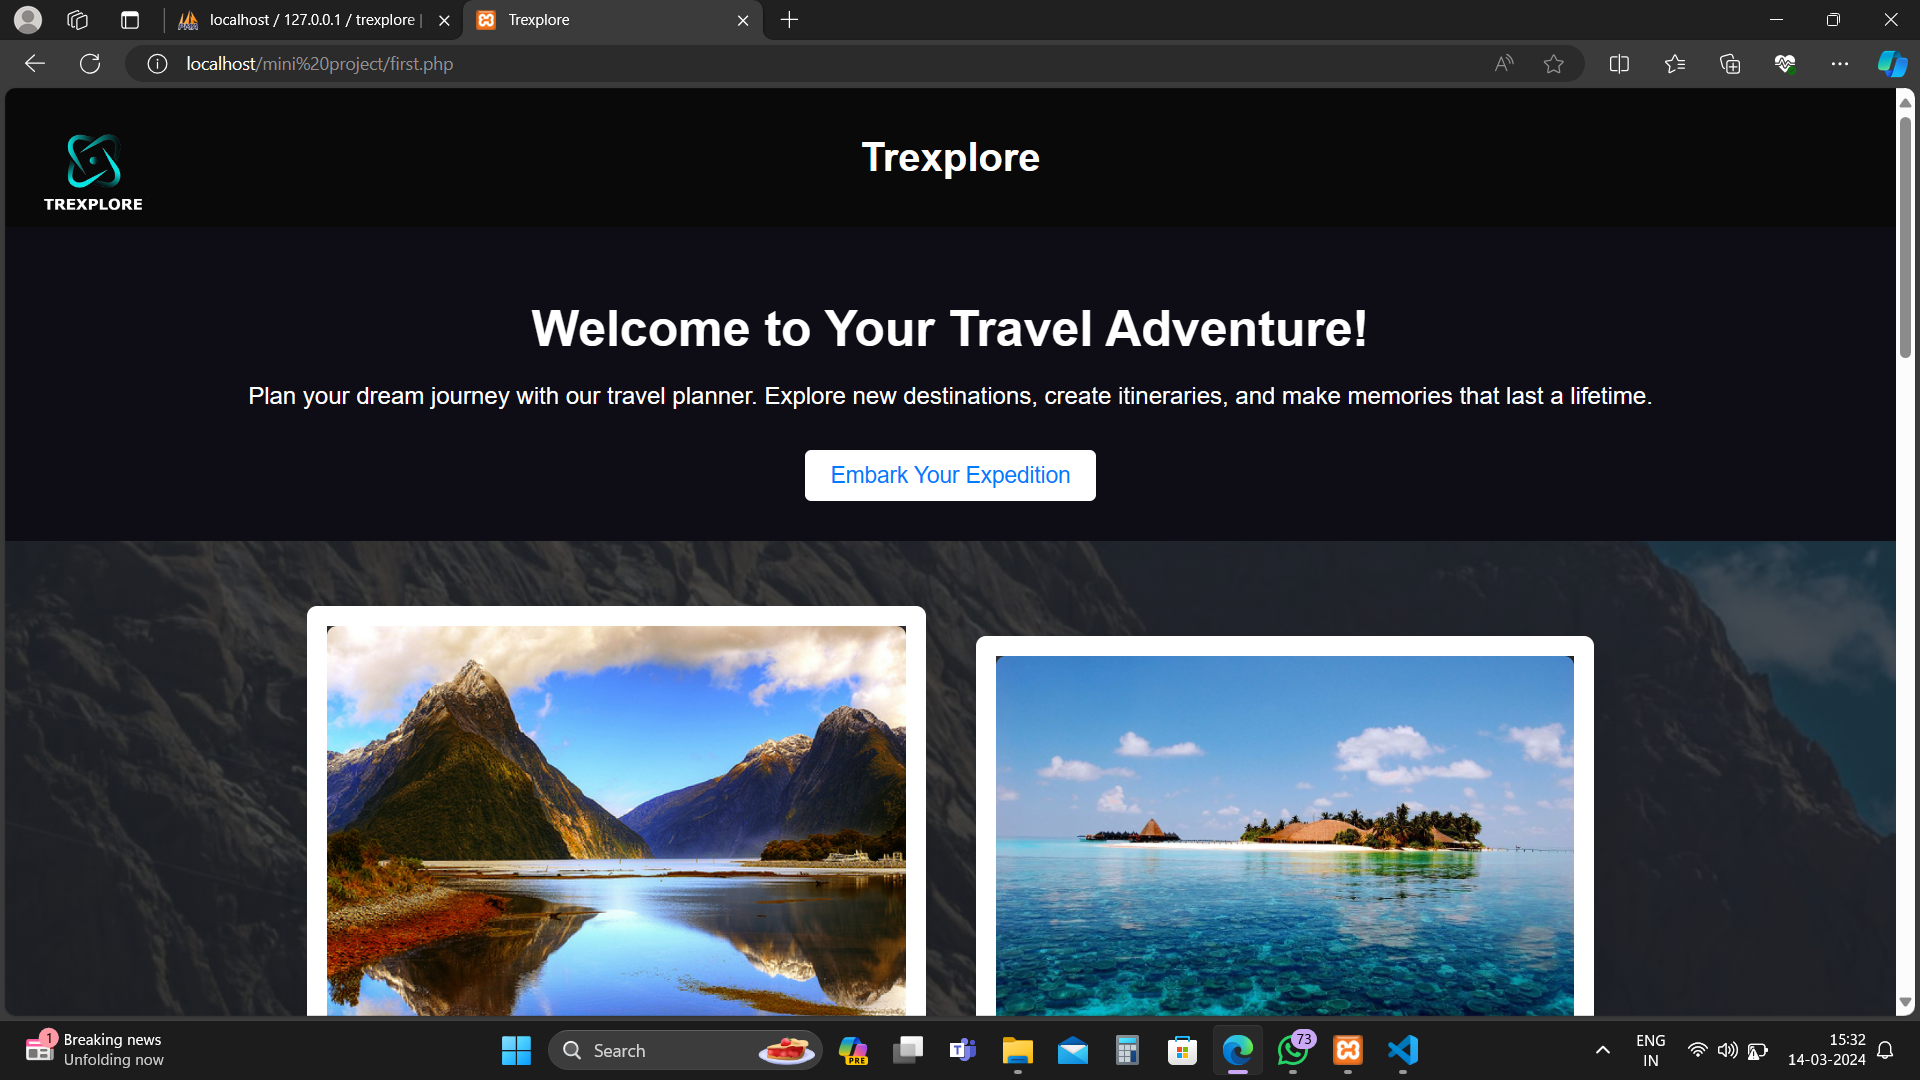 localhost / 127.0.0.1 / trexplore |
Trexplore
localhost/mini%20project/first.php
TREXPLORE
Trexplore
Welcome to Your Travel Adventure!
Plan your dream journey with our travel planner. Explore new destinations, create itineraries, and make memories that last a lifetime.
Embark Your Expedition
1
Breaking news
Unfolding now
Search
PRE
73
ENG
IN
15:32
14-03-2024